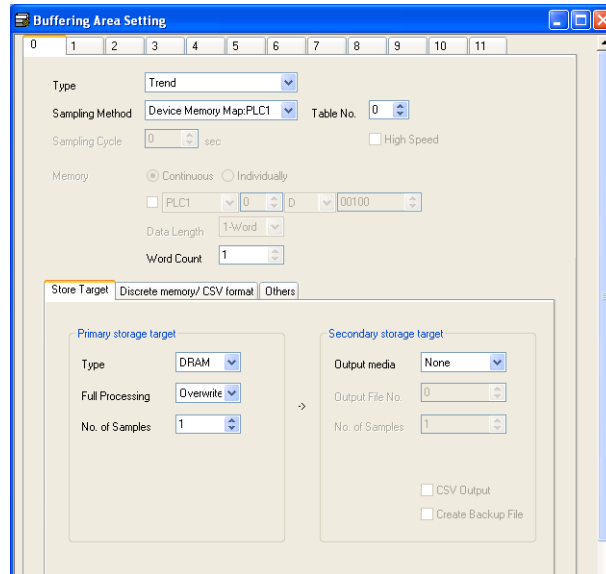 Buffering Area Setting
0 1 2 3 4 5 6 7 8 9 10 11
Type Trend
Sampling Method Device Memory Map:PLC1 Table No. 0
Sampling Cycle 0 sec High Speed
Memory Continuous Individually
PLC1 0 D 00100
Data Length 1-Word
Word Count 1
Store Target Discrete memory/ CSV format Others
Primary storage target Secondary storage target
Type DRAM Output media None
Full Processing Overwrite Output File No. 0
->
No. of Samples 1 No. of Samples 1
CSV Output
Create Backup File